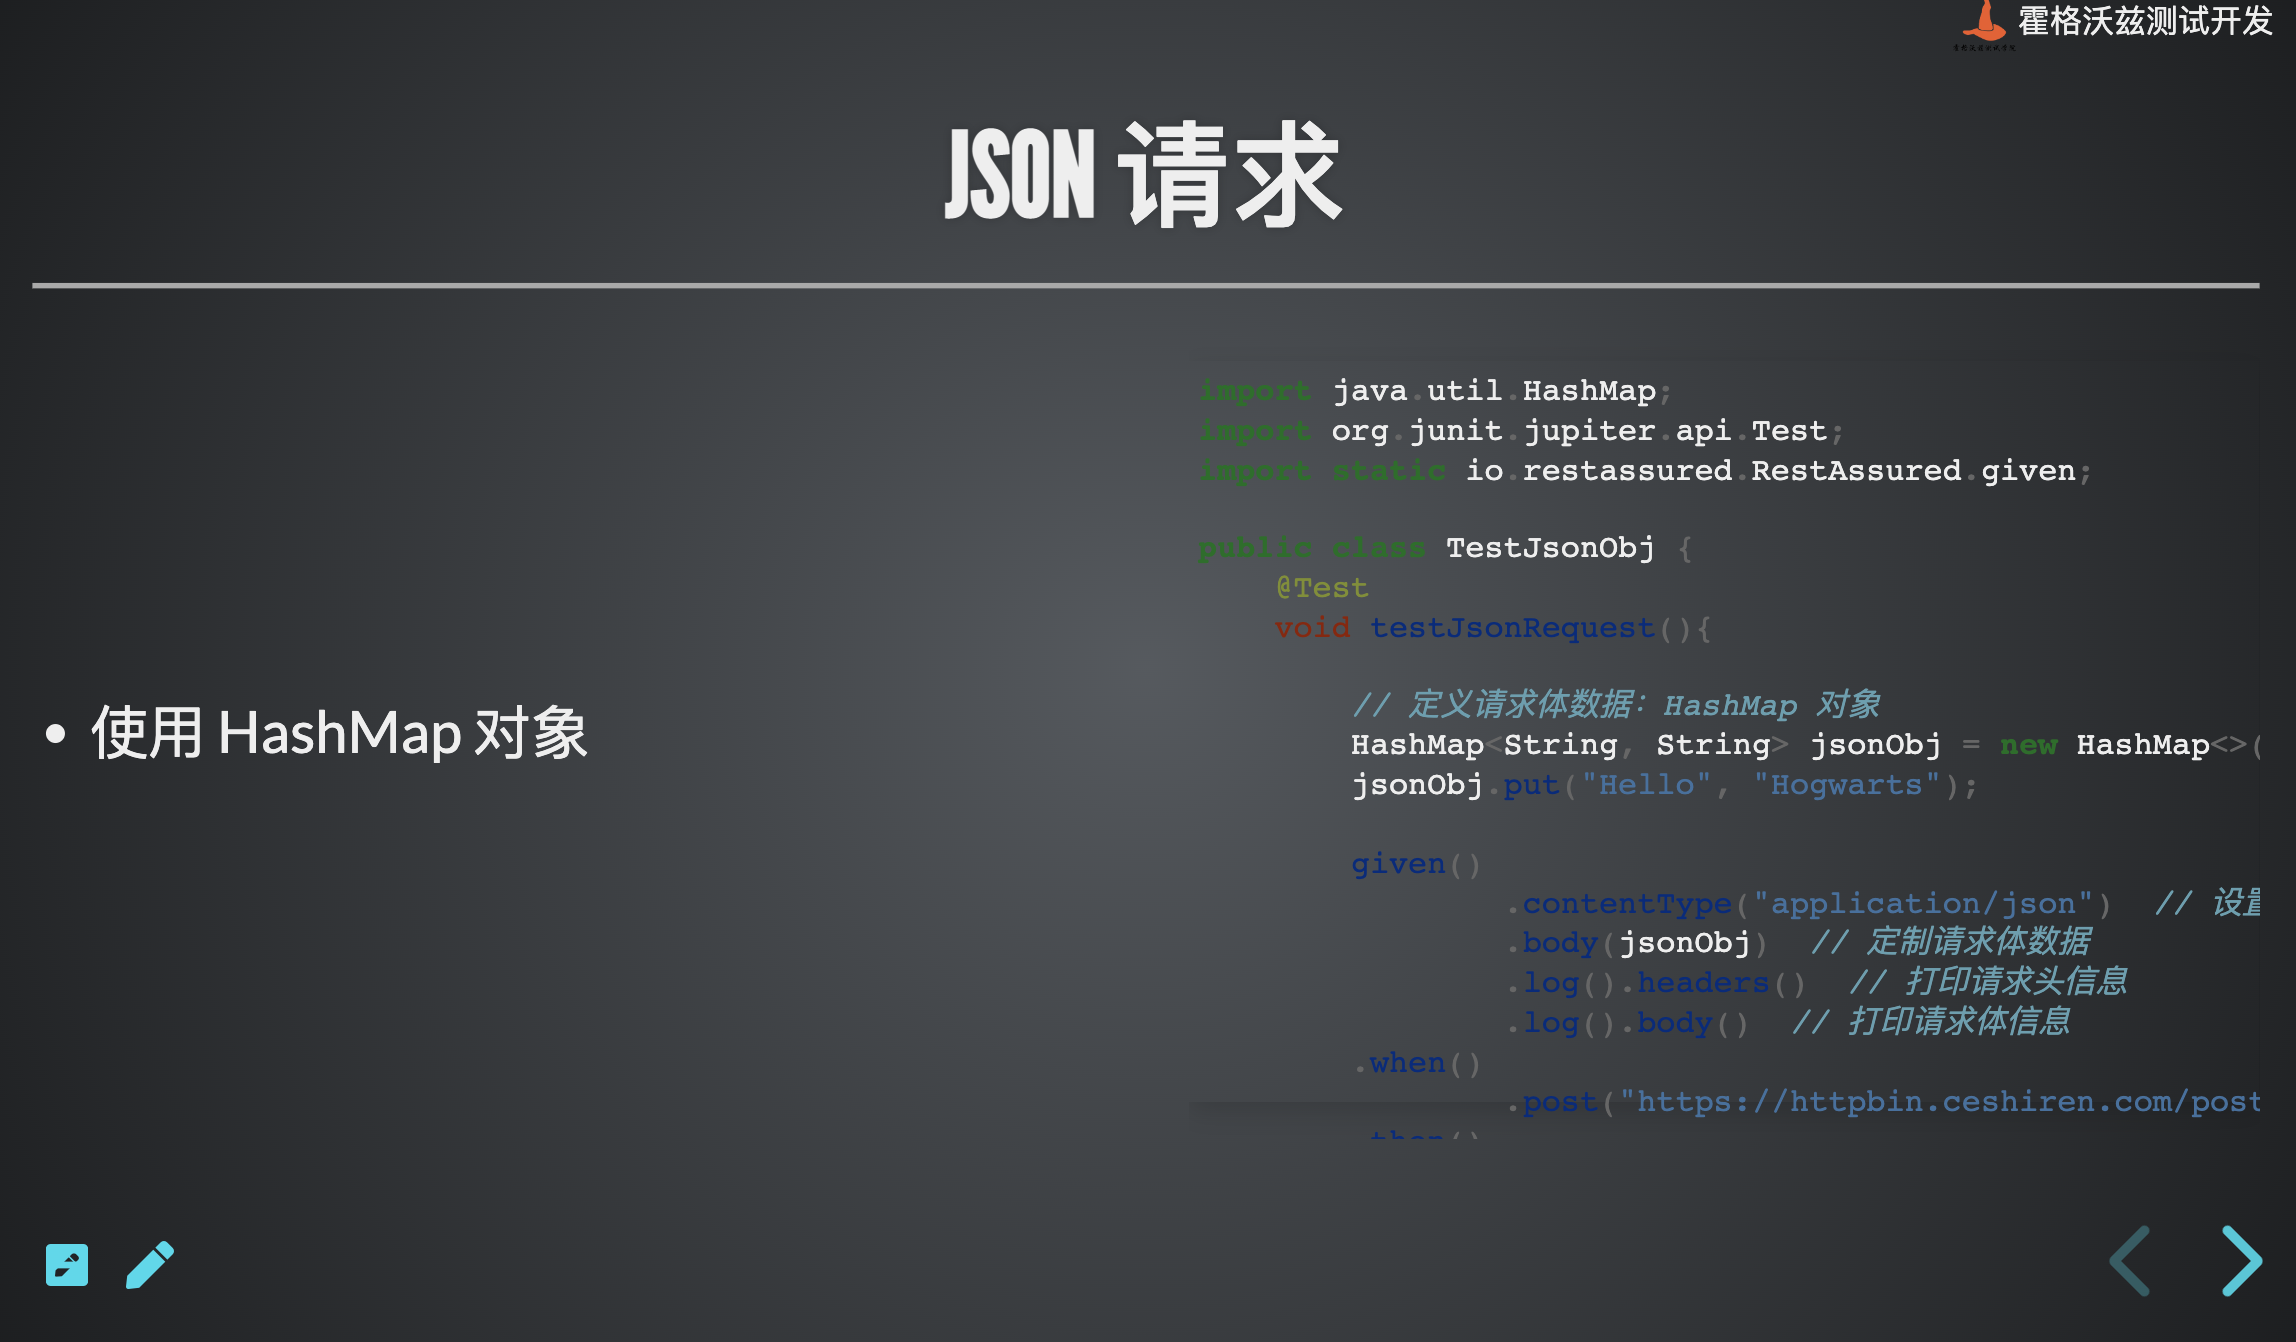 霍格沃兹测试开发
JSON 请求
• 使用 HashMap 对象
import java.util.HashMap;
import org.junit.jupiter.api.Test;
import static io.restassured.RestAssured.given;
public class TestJsonObj {
@Test
void testJsonRequest(){
// 定义请求体数据：HashMap 对象
HashMap<String, String> jsonObj = new HashMap<>(
jsonObj.put("Hello", "Hogwarts");
given()
.contentType("application/json") // 设置
.body(jsonObj) // 定制请求体数据
.log().headers() // 打印请求头信息
.log().body() // 打印请求体信息
.when()
.post("https://httpbin.ceshiren.com/post
.then()